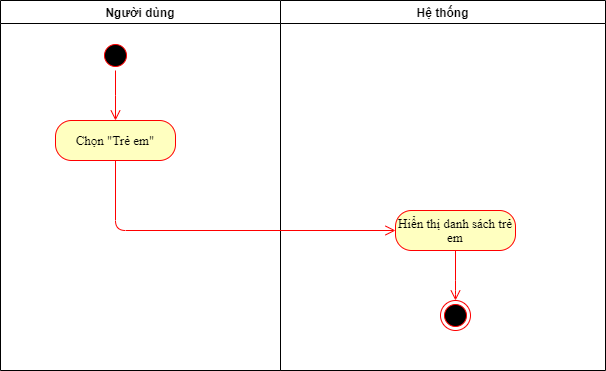 Người dùng
Hệ thống
Chọn "Trẻ em"
Hiển thị danh sách trẻ
em